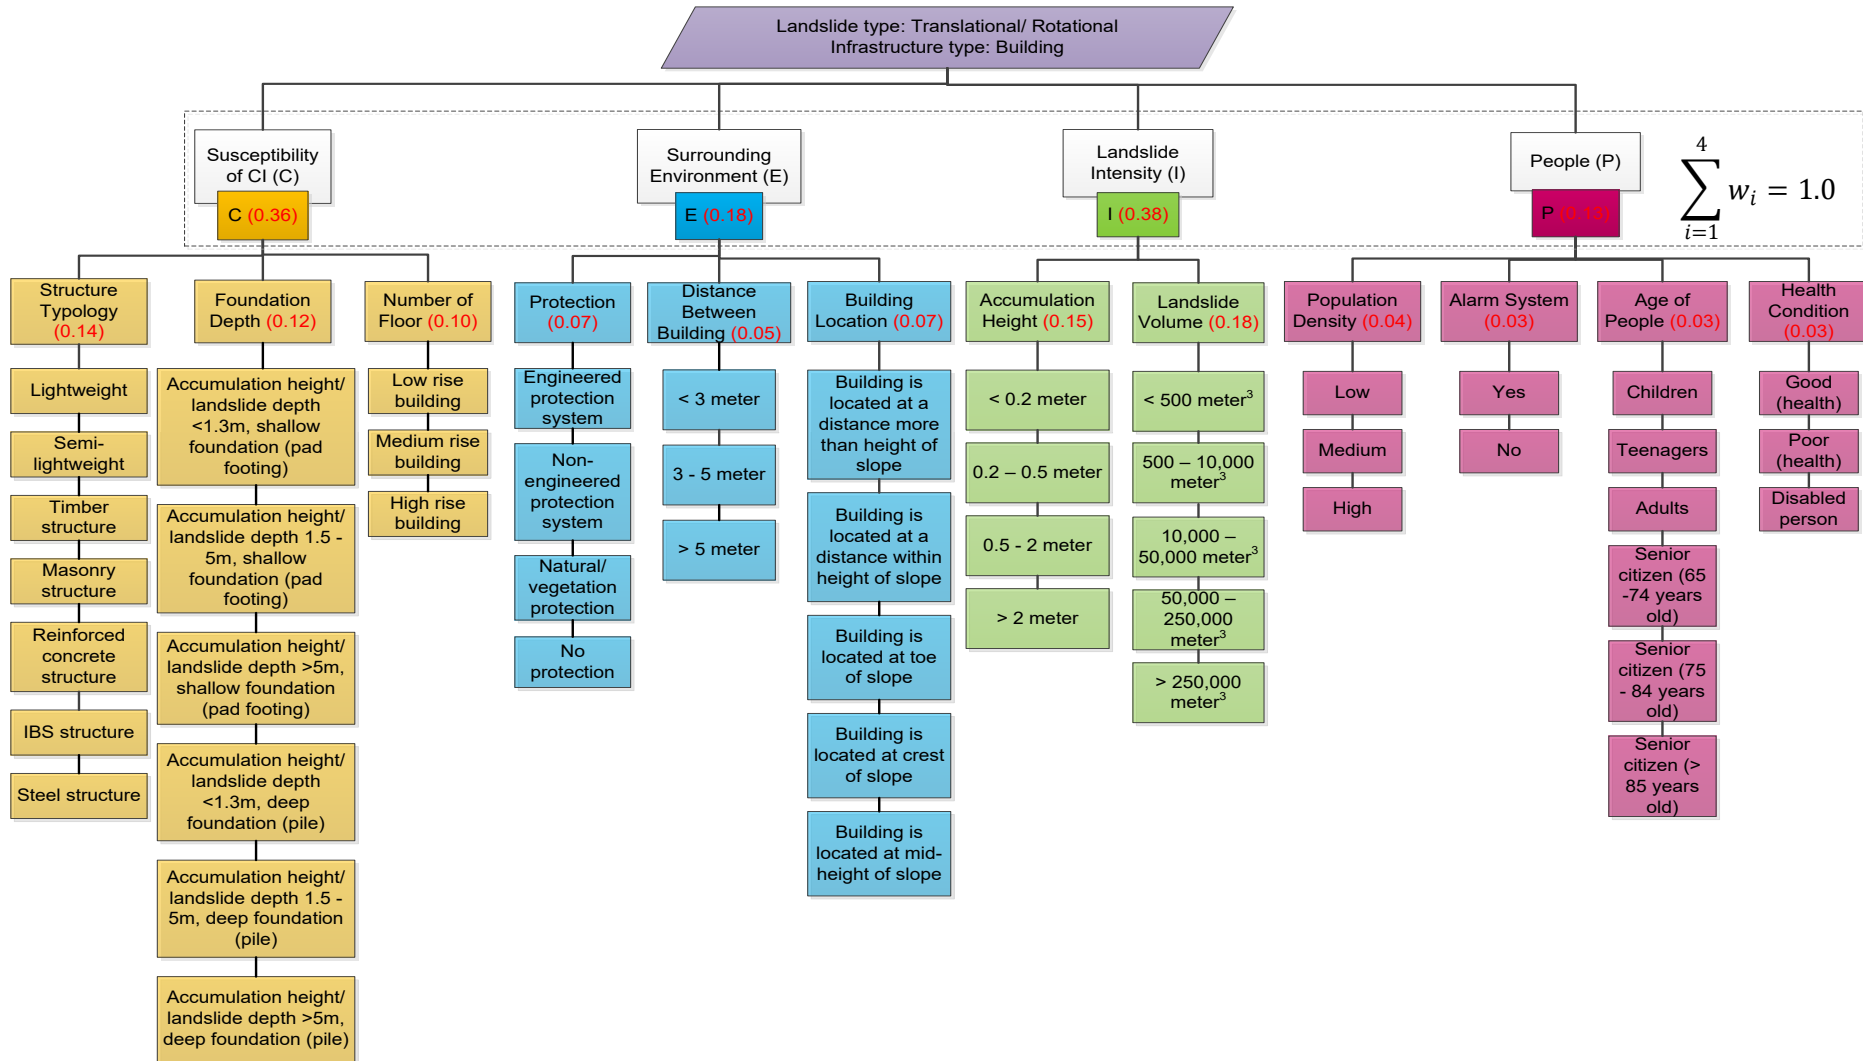 Landslide type: Translational/ Rotational
Infrastructure type: Building
Susceptibility
of CI (C)
C (0.36)
Surrounding
Environment (E)
E (0.18)
Landslide
Intensity (I)
I (0.38)
People (P)
P (0.13)
4
∑ wᵢ = 1.0
i=1
Structure
Typology
(0.14)
Lightweight
Semi-
lightweight
Timber
structure
Masonry
structure
Reinforced
concrete
structure
IBS structure
Steel structure
Foundation
Depth (0.12)
Accumulation height/
landslide depth
<1.3m, shallow
foundation (pad
footing)
Accumulation height/
landslide depth 1.5 -
5m, shallow
foundation (pad
footing)
Accumulation height/
landslide depth >5m,
shallow foundation
(pad footing)
Accumulation height/
landslide depth
<1.3m, deep
foundation (pile)
Accumulation height/
landslide depth 1.5 -
5m, deep foundation
(pile)
Accumulation height/
landslide depth >5m,
deep foundation (pile)
Number of
Floor (0.10)
Low rise
building
Medium rise
building
High rise
building
Protection
(0.07)
Engineered
protection
system
Non-
engineered
protection
system
Natural/
vegetation
protection
No
protection
Distance
Between
Building (0.05)
< 3 meter
3 - 5 meter
> 5 meter
Building
Location (0.07)
Building is
located at a
distance more
than height of
slope
Building is
located at a
distance within
height of slope
Building is
located at toe
of slope
Building is
located at crest
of slope
Building is
located at mid-
height of slope
Accumulation
Height (0.15)
< 0.2 meter
0.2 – 0.5 meter
0.5 - 2 meter
> 2 meter
Landslide
Volume (0.18)
< 500 meter³
500 – 10,000
meter³
10,000 –
50,000 meter³
50,000 –
250,000
meter³
> 250,000
meter³
Population
Density (0.04)
Low
Medium
High
Alarm System
(0.03)
Yes
No
Age of
People (0.03)
Children
Teenagers
Adults
Senior
citizen (65
-74 years
old)
Senior
citizen (75
- 84 years
old)
Senior
citizen (>
85 years
old)
Health
Condition
(0.03)
Good
(health)
Poor
(health)
Disabled
person